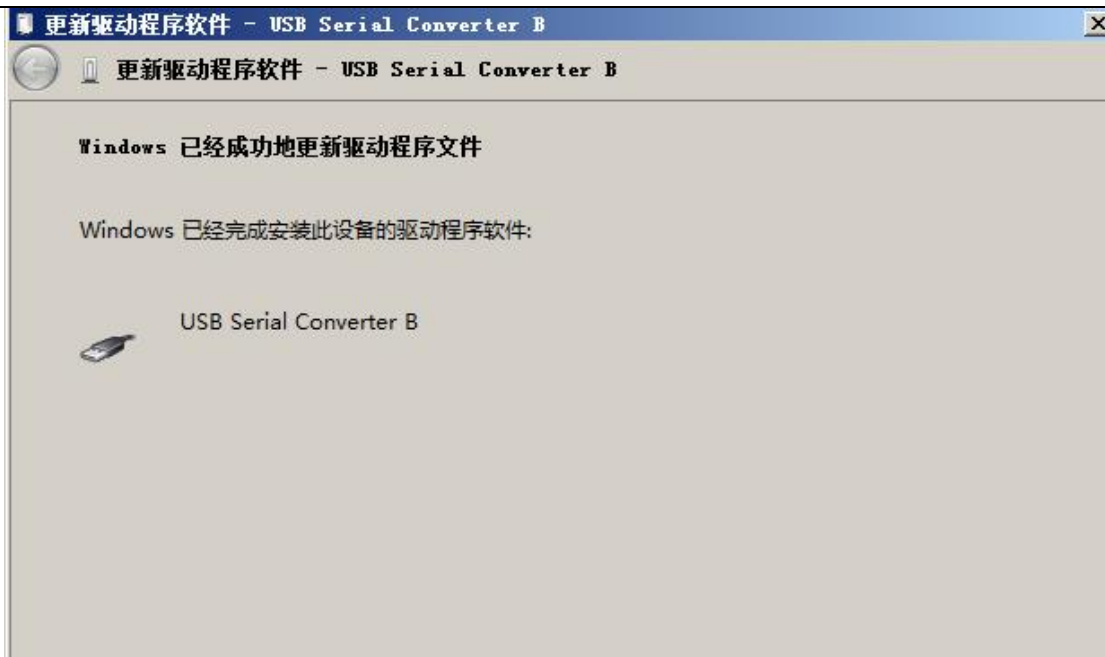 更新驱动程序软件 - USB Serial Converter B
更新驱动程序软件 - USB Serial Converter B
Windows 已经成功地更新驱动程序文件
Windows 已经完成安装此设备的驱动程序软件:
USB Serial Converter B